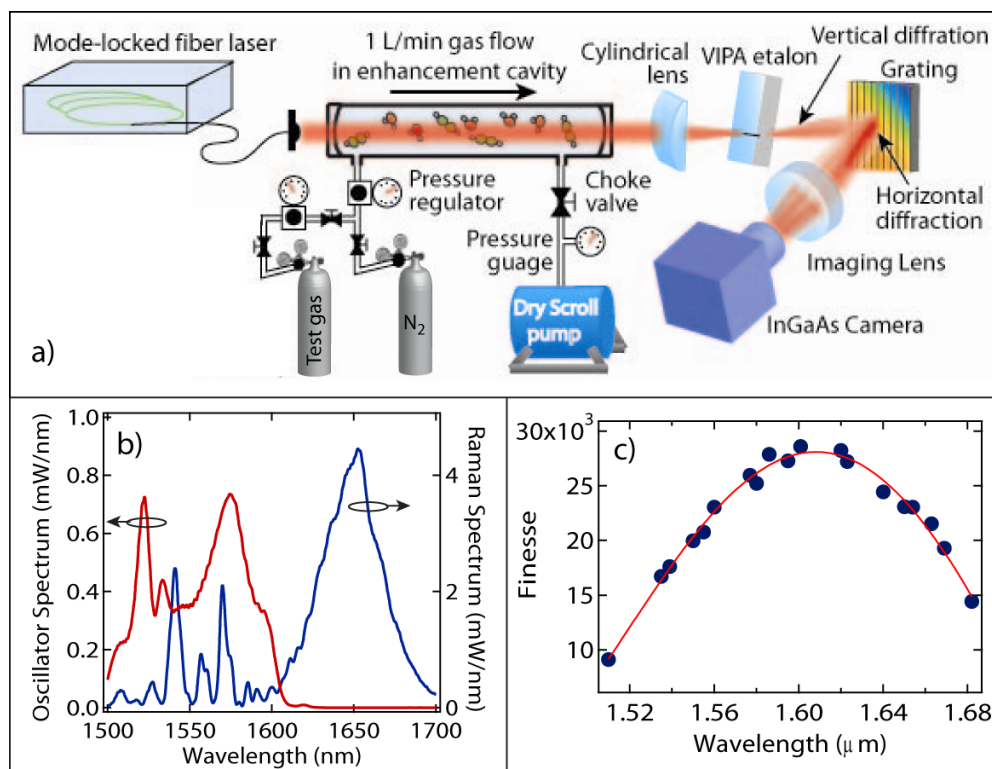 Mode-locked fiber laser
1 L/min gas flow
in enhancement cavity
Cylindrical
lens
VIPA etalon
Vertical diffration
Grating
Pressure
regulator
Choke
valve
Pressure
guage
Horizontal
diffraction
Imaging Lens
InGaAs Camera
Test gas
N2
Dry Scroll
pump
a)
b)
1.0
0.8
0.6
0.4
0.2
0.0
Oscillator Spectrum (mW/nm)
4
2
0
Raman Spectrum (mW/nm)
1500 1550 1600 1650 1700
Wavelength (nm)
c)
30x10³
25
20
15
10
Finesse
1.52 1.56 1.60 1.64 1.68
Wavelength (μm)